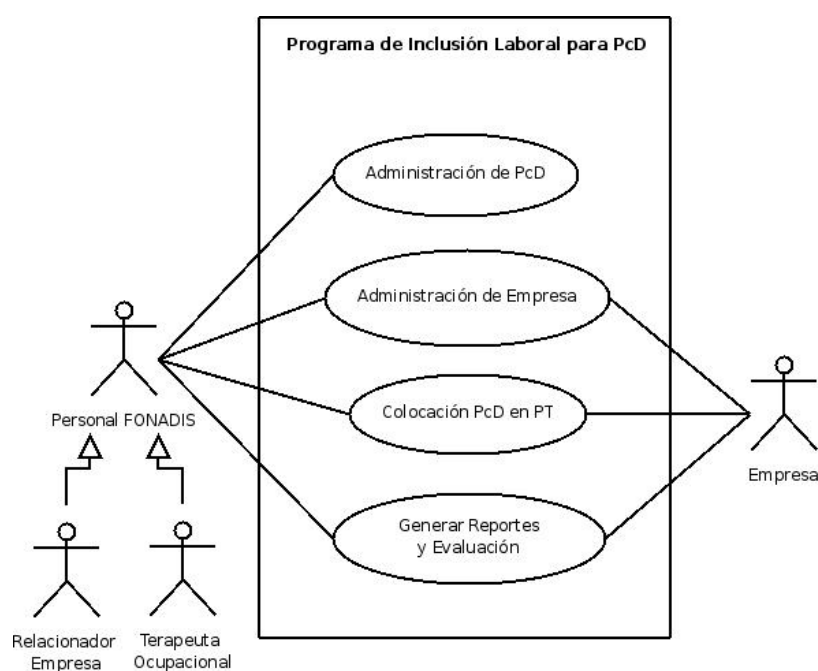 Programa de Inclusión Laboral para PcD
Administración de PcD
Administración de Empresa
Colocación PcD en PT
Generar Reportes
y Evaluación
Personal FONADIS
Relacionador
Empresa
Terapeuta
Ocupacional
Empresa